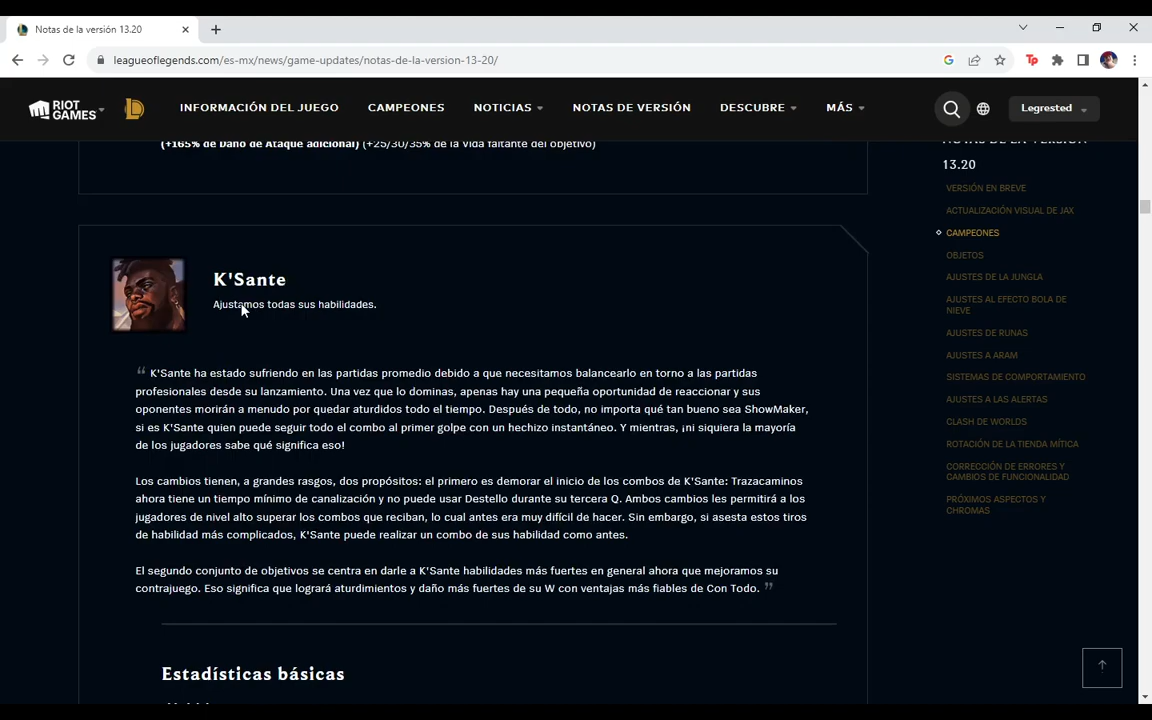 Notas de la versión 13.20
leagueoflegends.com/es-mx/news/game-updates/notas-de-la-version-13-20/
RIOT GAMES
INFORMACIÓN DEL JUEGO
CAMPEONES
NOTICIAS
NOTAS DE VERSIÓN
DESCUBRE
MÁS
Legrested
(+165% de Daño de Ataque adicional) (+25/30/35% de la Vida faltante del objetivo)
K'Sante
Ajustamos todas sus habilidades.
“ K'Sante ha estado sufriendo en las partidas promedio debido a que necesitamos balancearlo en torno a las partidas
profesionales desde su lanzamiento. Una vez que lo dominas, apenas hay una pequeña oportunidad de reaccionar y sus
oponentes morirán a menudo por quedar aturdidos todo el tiempo. Después de todo, no importa qué tan bueno sea ShowMaker,
si es K'Sante quien puede seguir todo el combo al primer golpe con un hechizo instantáneo. Y mientras, ¡ni siquiera la mayoría
de los jugadores sabe qué significa eso!
Los cambios tienen, a grandes rasgos, dos propósitos: el primero es demorar el inicio de los combos de K'Sante: Trazacaminos
ahora tiene un tiempo mínimo de canalización y no puede usar Destello durante su tercera Q. Ambos cambios les permitirá a los
jugadores de nivel alto superar los combos que reciban, lo cual antes era muy difícil de hacer. Sin embargo, si asesta estos tiros
de habilidad más complicados, K'Sante puede realizar un combo de sus habilidad como antes.
El segundo conjunto de objetivos se centra en darle a K'Sante habilidades más fuertes en general ahora que mejoramos su
contrajuego. Eso significa que logrará aturdimientos y daño más fuertes de su W con ventajas más fiables de Con Todo. ”
Estadísticas básicas
NOTAS DE LA VERSIÓN
13.20
VERSIÓN EN BREVE
ACTUALIZACIÓN VISUAL DE JAX
CAMPEONES
OBJETOS
AJUSTES DE LA JUNGLA
AJUSTES AL EFECTO BOLA DE
NIEVE
AJUSTES DE RUNAS
AJUSTES A ARAM
SISTEMAS DE COMPORTAMIENTO
AJUSTES A LAS ALERTAS
CLASH DE WORLDS
ROTACIÓN DE LA TIENDA MÍTICA
CORRECCIÓN DE ERRORES Y
CAMBIOS DE FUNCIONALIDAD
PRÓXIMOS ASPECTOS Y
CHROMAS